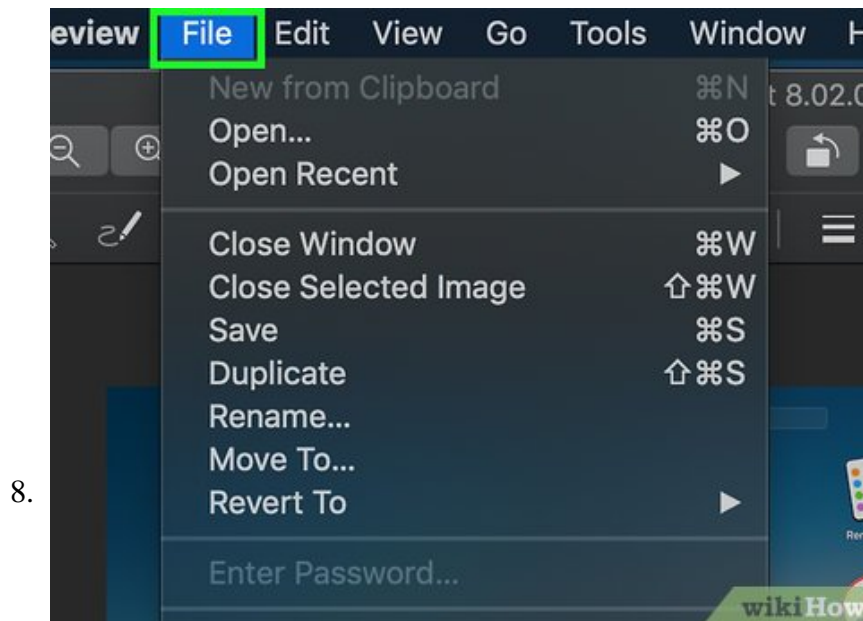 eview File Edit View Go Tools Window H
New from Clipboard ⌘N
t 8.02.0
Open... ⌘O
Open Recent ▶
Close Window ⌘W
Close Selected Image ⇧⌘W
Save ⌘S
Duplicate ⇧⌘S
Rename...
Move To...
8.
Revert To ▶
Enter Password...
wikiHow